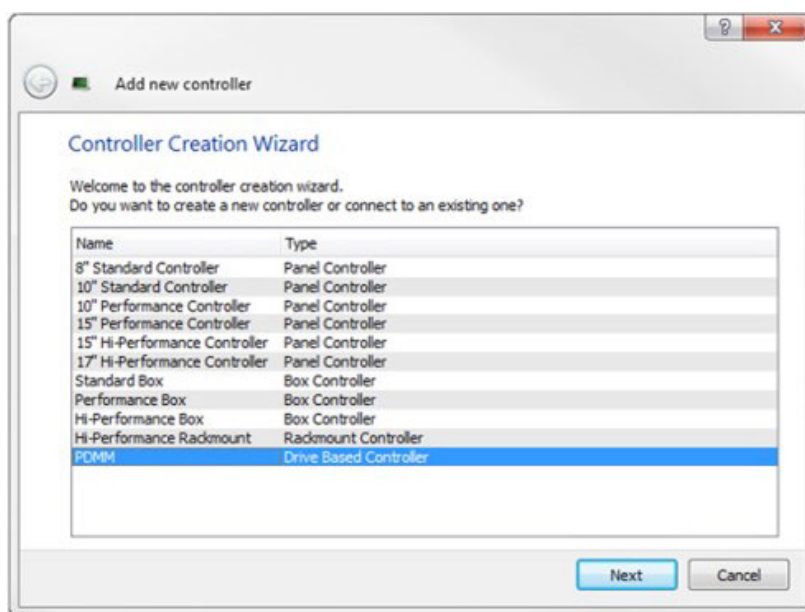 Add new controller
Controller Creation Wizard
Welcome to the controller creation wizard.
Do you want to create a new controller or connect to an existing one?
Name Type
8" Standard Controller Panel Controller
10" Standard Controller Panel Controller
10" Performance Controller Panel Controller
15" Performance Controller Panel Controller
15" Hi-Performance Controller Panel Controller
17" Hi-Performance Controller Panel Controller
Standard Box Box Controller
Performance Box Box Controller
Hi-Performance Box Box Controller
Hi-Performance Rackmount Rackmount Controller
PDMM Drive Based Controller
Next Cancel